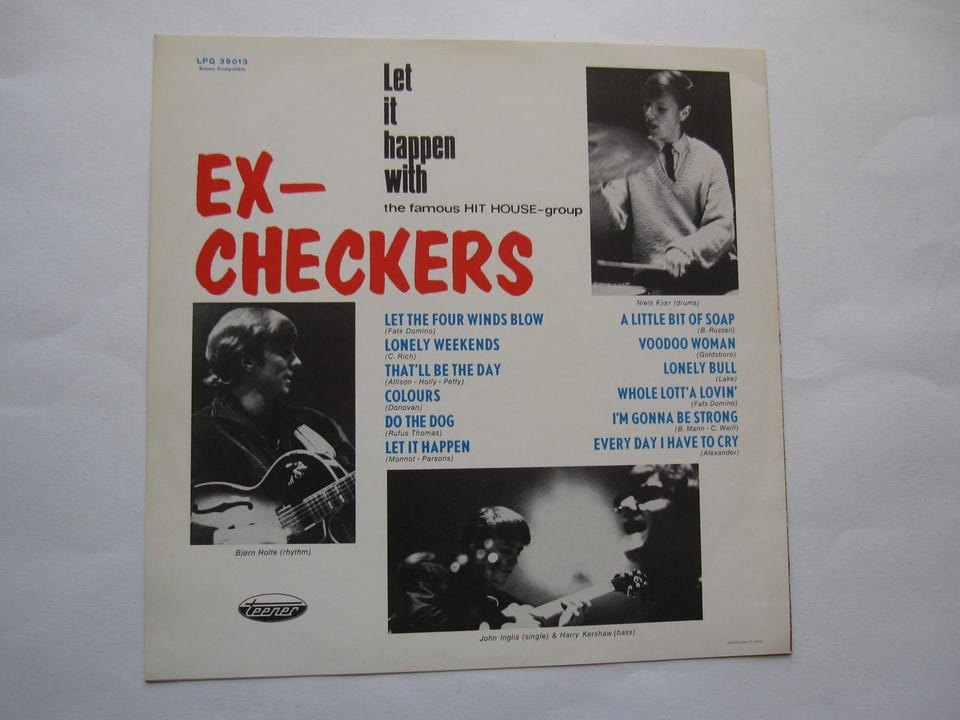 LPQ 39013
Stereo Compatible
Let
it
happen
with
the famous HIT HOUSE-group
EX-
CHECKERS
Niels Kjær (drums)
LET THE FOUR WINDS BLOW
(Fats Domino)
LONELY WEEKENDS
(C. Rich)
THAT'LL BE THE DAY
(Allison - Holly - Petty)
COLOURS
(Donovan)
DO THE DOG
(Rufus Thomas)
LET IT HAPPEN
(Monnot - Parsons)
A LITTLE BIT OF SOAP
(B. Russell)
VOODOO WOMAN
(Goldsboro)
LONELY BULL
(Lake)
WHOLE LOTT'A LOVIN'
(Fats Domino)
I'M GONNA BE STRONG
(B. Mann - C. Weill)
EVERY DAY I HAVE TO CRY
(Alexander)
Bjørn Holte (rhythm)
teener
John Inglis (single) & Harry Kershaw (bass)